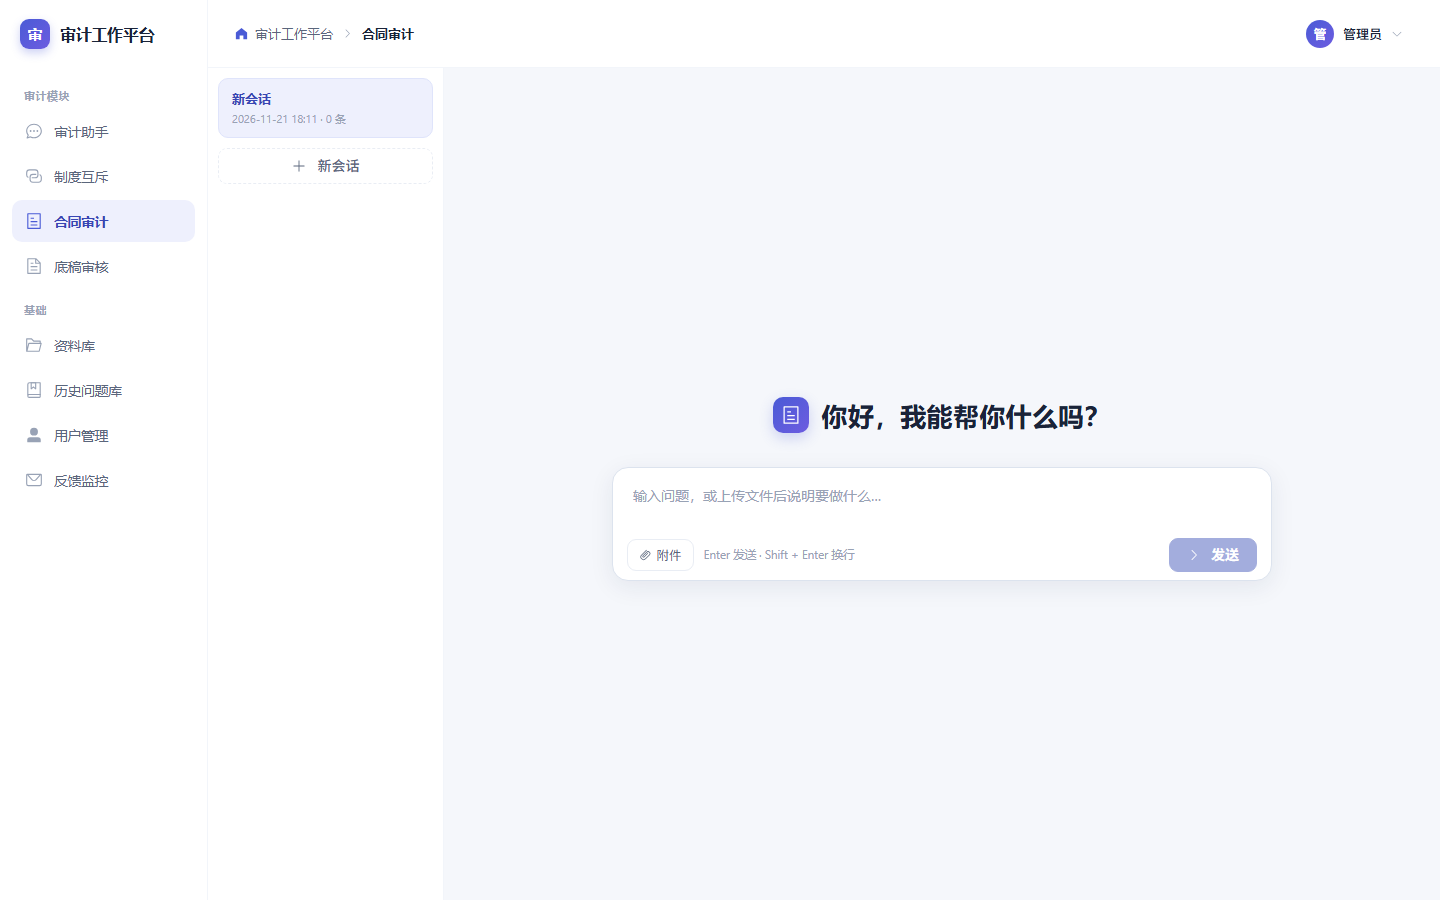 审 审计工作平台
审计模块
审计助手
制度互斥
合同审计
底稿审核
基础
资料库
历史问题库
用户管理
反馈监控
审计工作平台 合同审计
管 管理员
新会话
2026-11-21 18:11 · 0 条
新会话
你好，我能帮你什么吗？
输入问题，或上传文件后说明要做什么...
附件 Enter 发送 · Shift + Enter 换行 发送